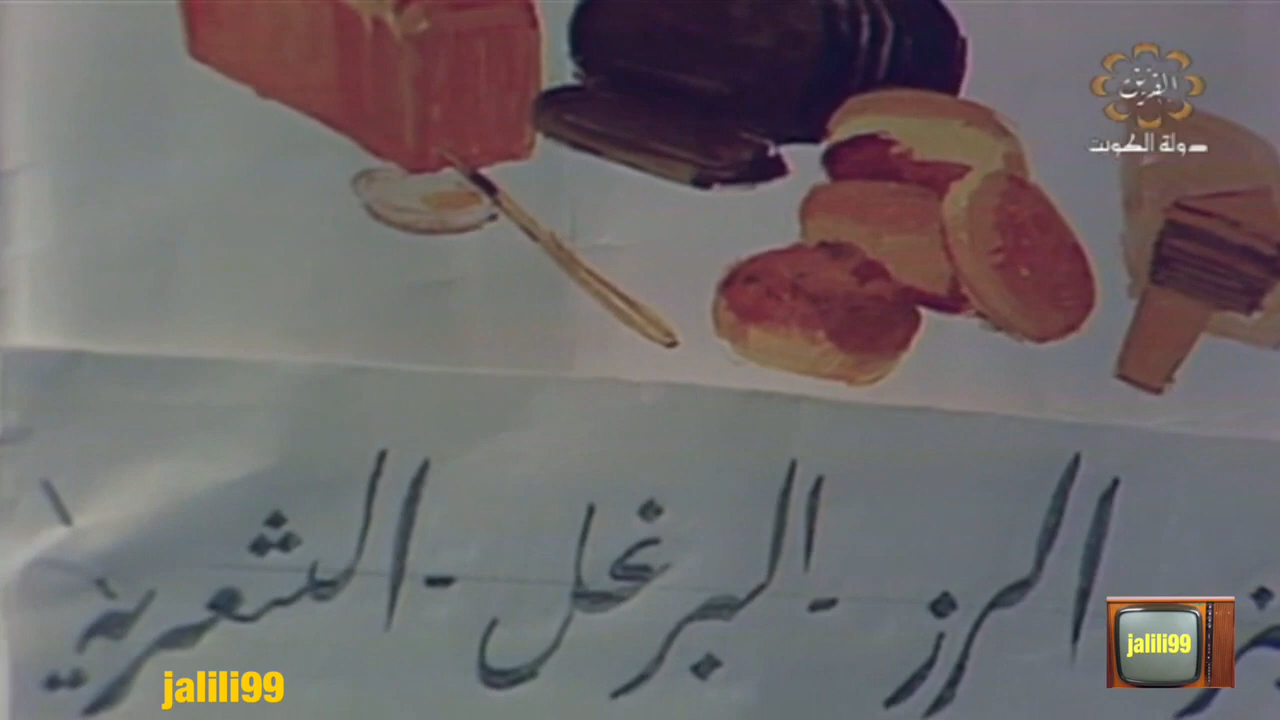 القرين
دولة الكويت
الرز - البرغل - الشعرية
jalili99
jalili99